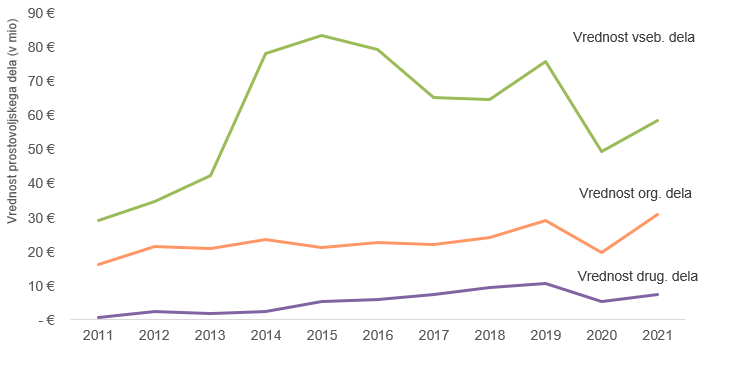 Vrednost prostovoljskega dela (v mio)
90 €
80 €
70 €
60 €
50 €
40 €
30 €
20 €
10 €
- €
Vrednost vseb. dela
Vrednost org. dela
Vrednost drug. dela
2011 2012 2013 2014 2015 2016 2017 2018 2019 2020 2021